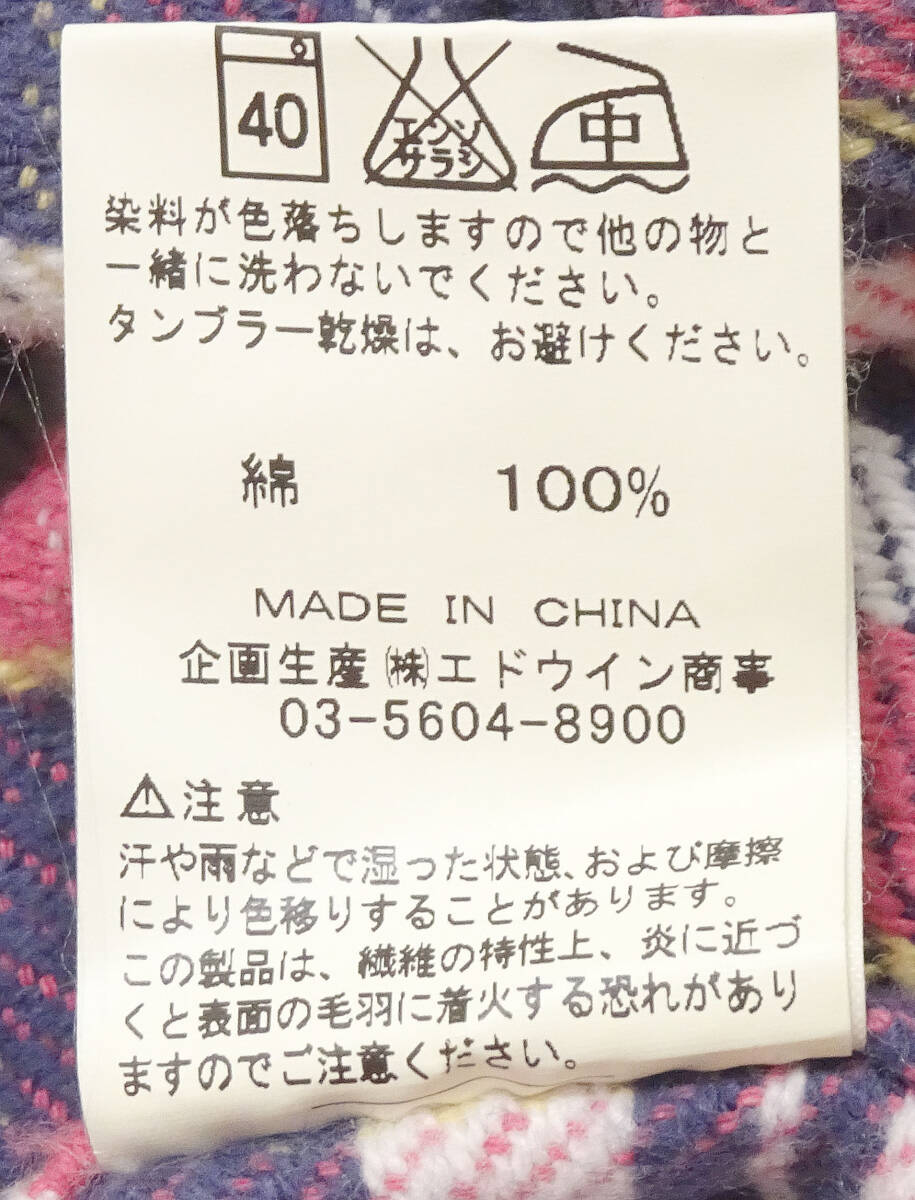 40 エンソ 中
サラシ
染料が色落ちしますので他の物と
一緒に洗わないでください。
タンブラー乾燥は、お避けください。
綿 100%
MADE IN CHINA
企画生産㈱エドウイン商事
03-5604-8900
⚠注意
汗や雨などで湿った状態、および摩擦
により色移りすることがあります。
この製品は、繊維の特性上、炎に近づ
くと表面の毛羽に着火する恐れがあり
ますのでご注意ください。